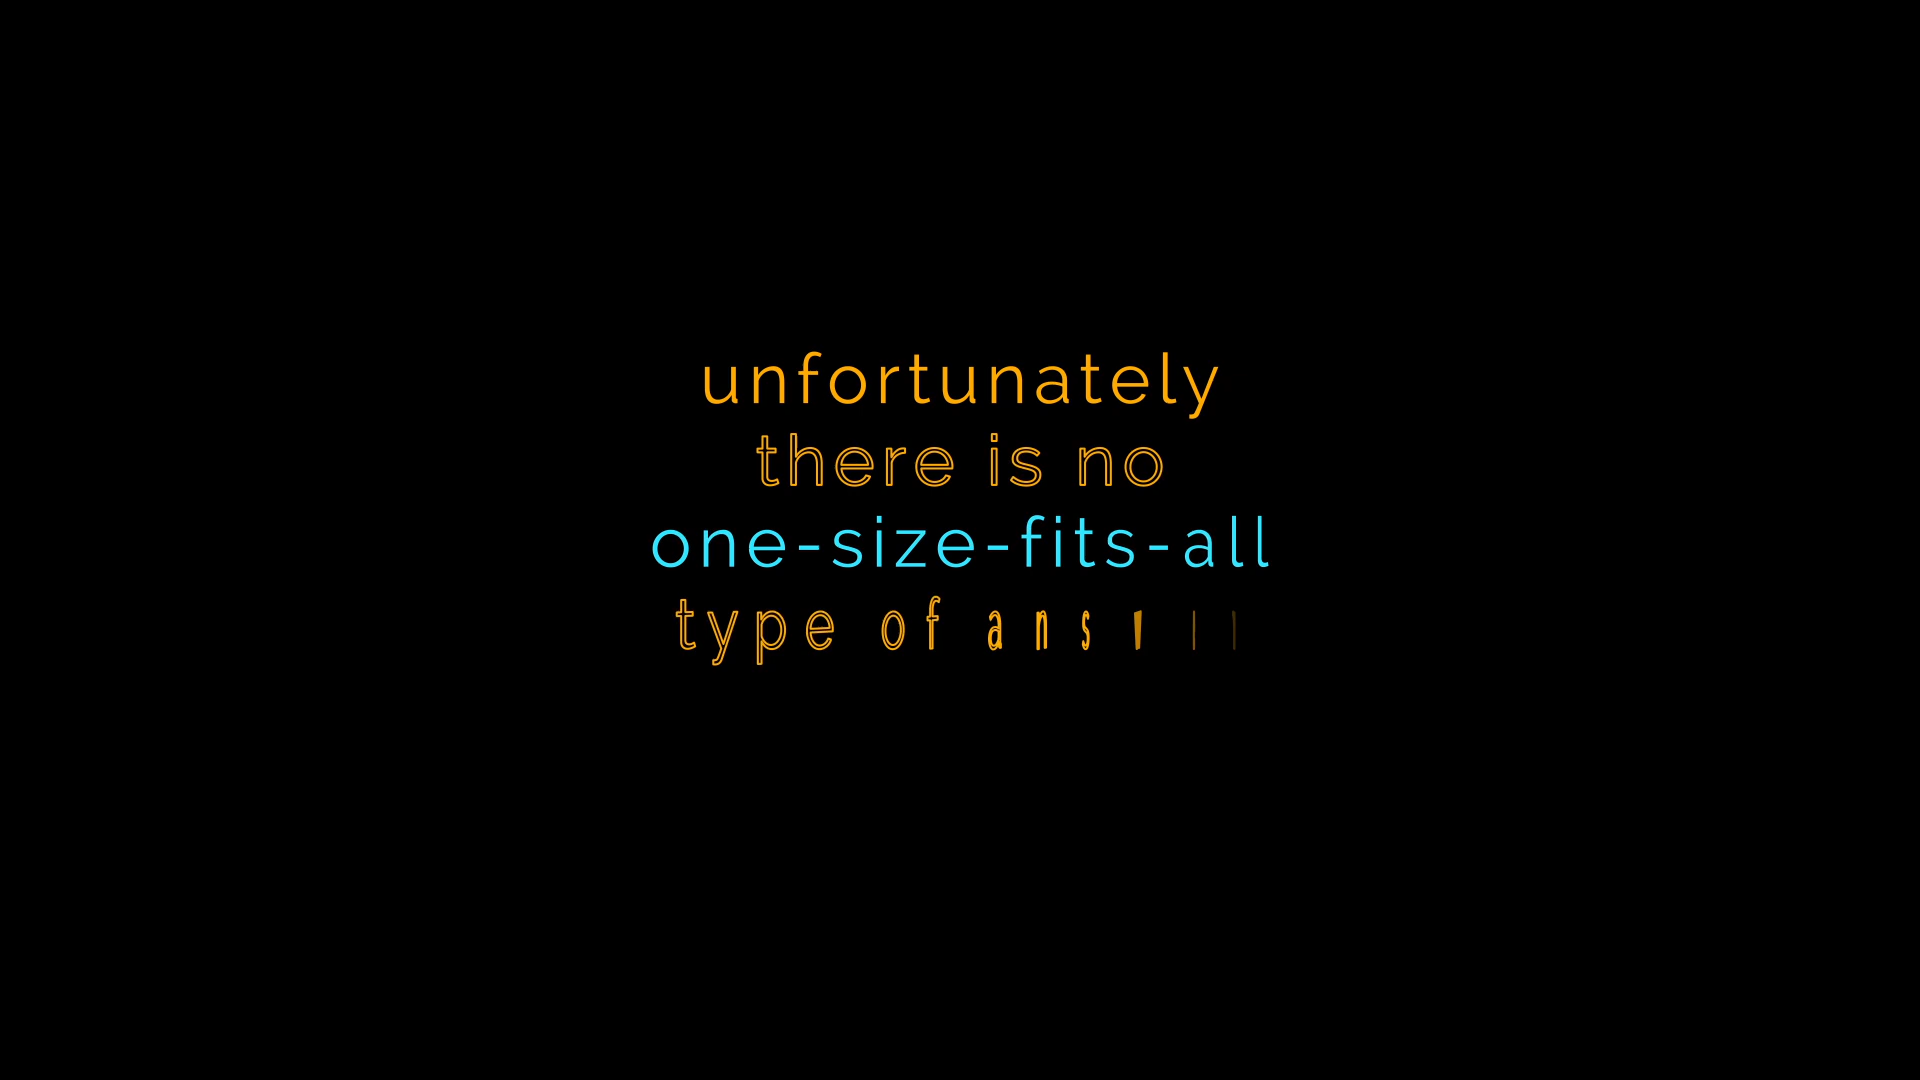 unfortunately
there is no
one-size-fits-all
type of